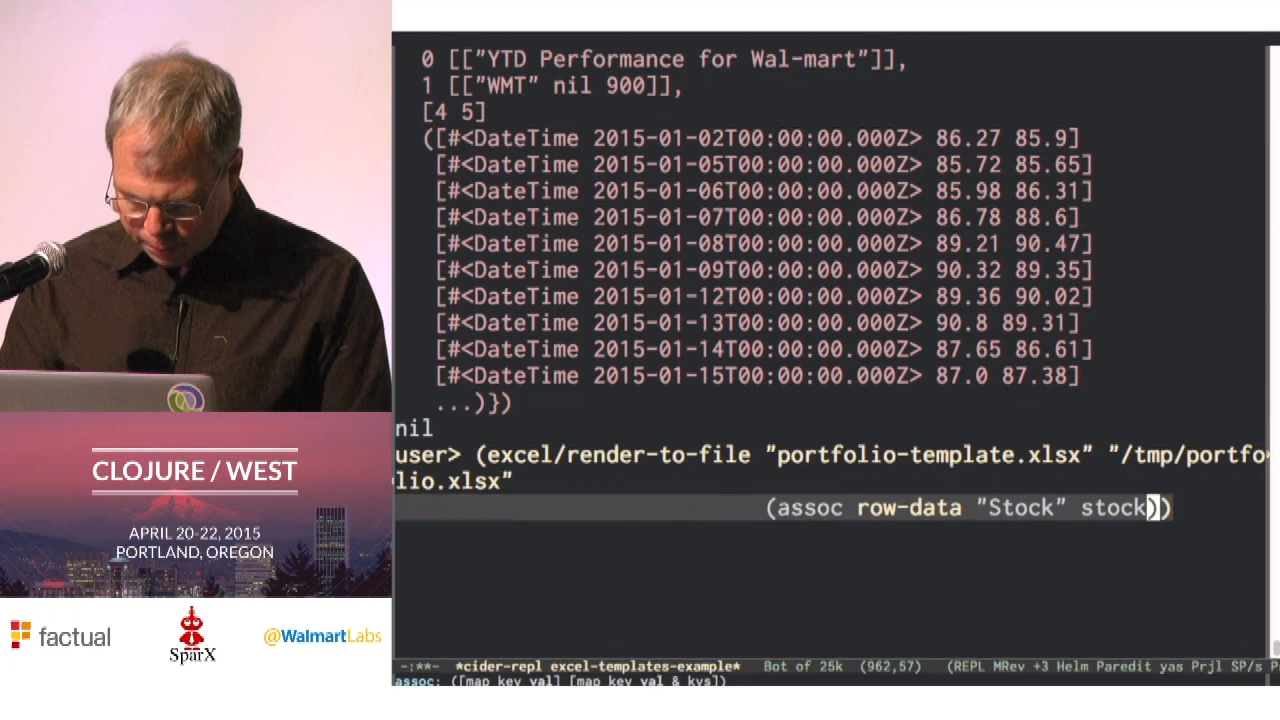 0 [["YTD Performance for Wal-mart"]],
1 [["WMT" nil 900]],
[4 5]
([#<DateTime 2015-01-02T00:00:00.000Z> 86.27 85.9]
[#<DateTime 2015-01-05T00:00:00.000Z> 85.72 85.65]
[#<DateTime 2015-01-06T00:00:00.000Z> 85.98 86.31]
[#<DateTime 2015-01-07T00:00:00.000Z> 86.78 88.6]
[#<DateTime 2015-01-08T00:00:00.000Z> 89.21 90.47]
[#<DateTime 2015-01-09T00:00:00.000Z> 90.32 89.35]
[#<DateTime 2015-01-12T00:00:00.000Z> 89.36 90.02]
[#<DateTime 2015-01-13T00:00:00.000Z> 90.8 89.31]
[#<DateTime 2015-01-14T00:00:00.000Z> 87.65 86.61]
[#<DateTime 2015-01-15T00:00:00.000Z> 87.0 87.38]
...)})
nil
user> (excel/render-to-file "portfolio-template.xlsx" "/tmp/portfo
lio.xlsx"
(assoc row-data "Stock" stock))
-:**- *cider-repl excel-templates-example* Bot of 25k (962,57) (REPL MRev +3 Helm Paredit yas Prjl SP/s
assoc: ([map key val] [map key val & kvs])
CLOJURE / WEST
APRIL 20-22, 2015
PORTLAND, OREGON
factual
SparX
@WalmartLabs